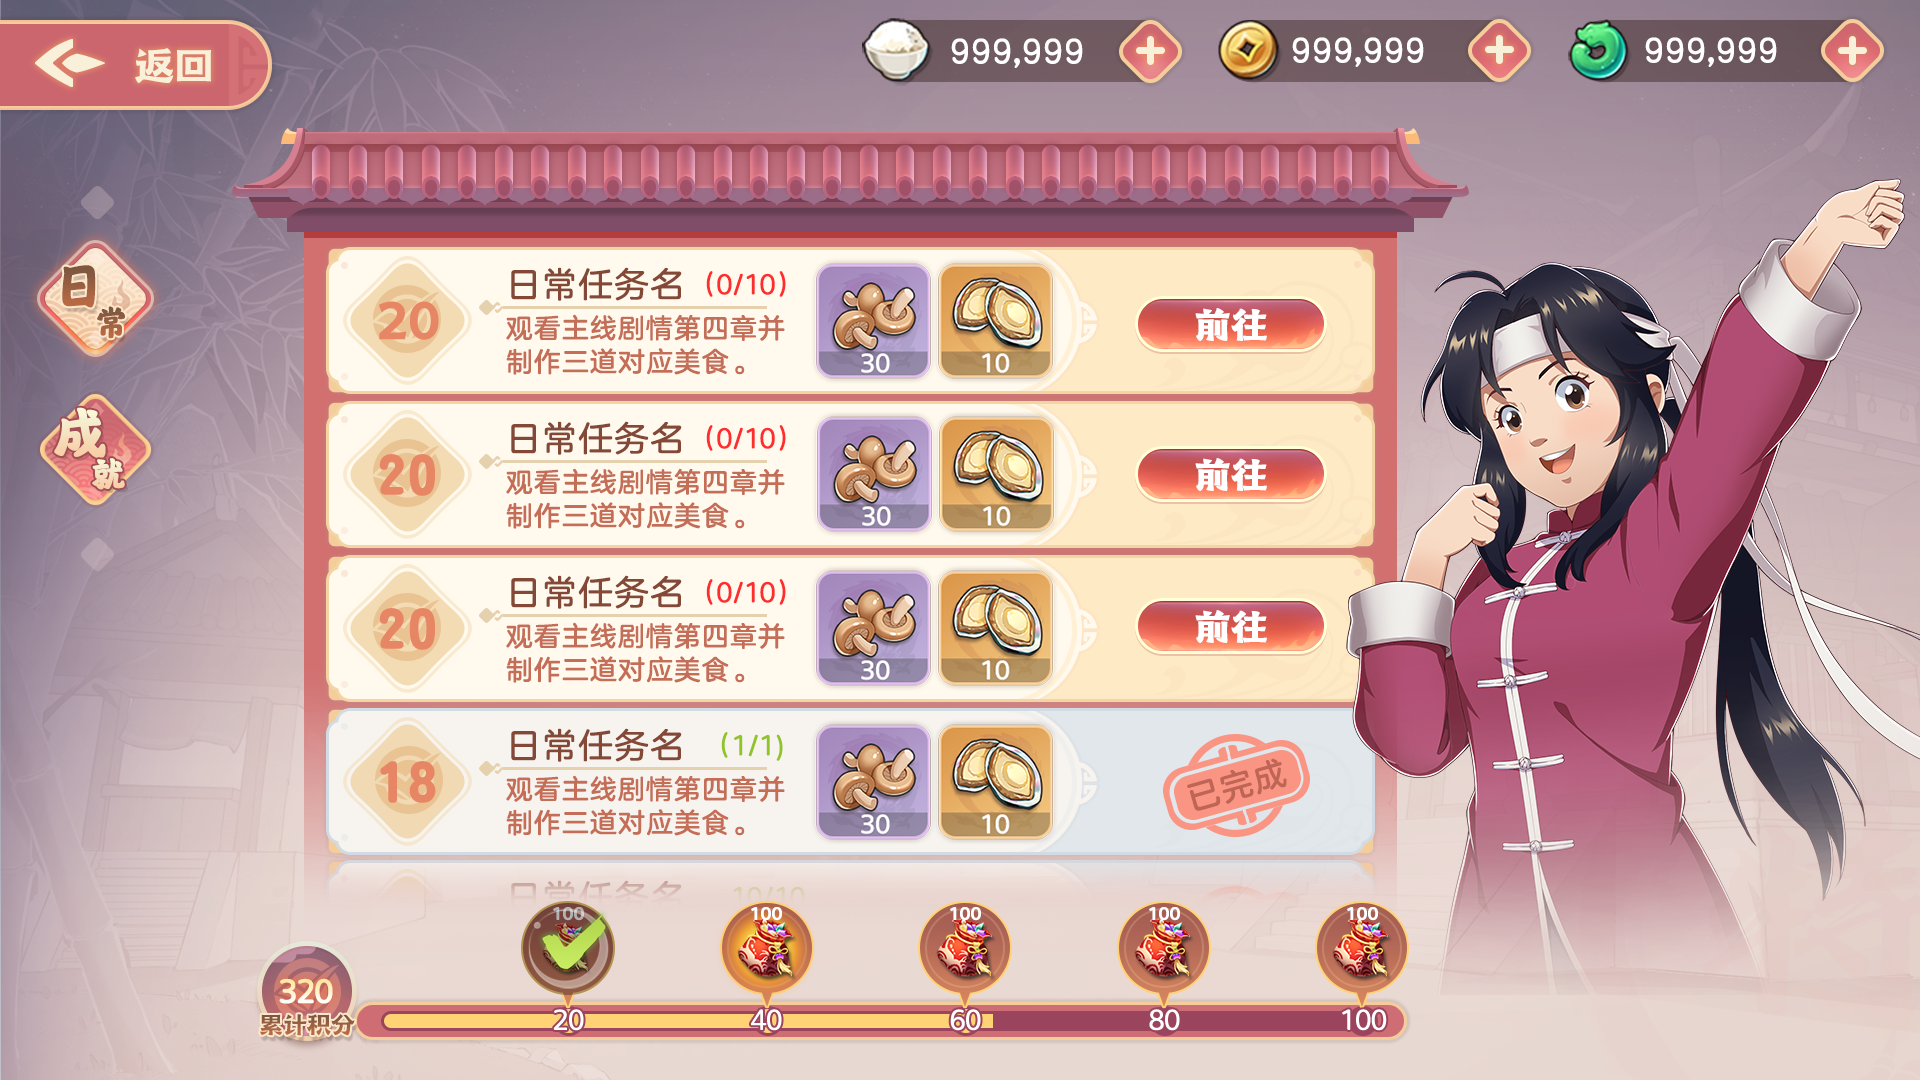 返回
999,999
999,999
999,999
日常
成就
20
日常任务名 (0/10)
观看主线剧情第四章并
制作三道对应美食。
30
10
前往
20
日常任务名 (0/10)
观看主线剧情第四章并
制作三道对应美食。
30
10
前往
20
日常任务名 (0/10)
观看主线剧情第四章并
制作三道对应美食。
30
10
前往
18
日常任务名 (1/1)
观看主线剧情第四章并
制作三道对应美食。
30
10
已完成
日常任务名 10/10
100
100
100
100
100
320
累计积分
20
40
60
80
100